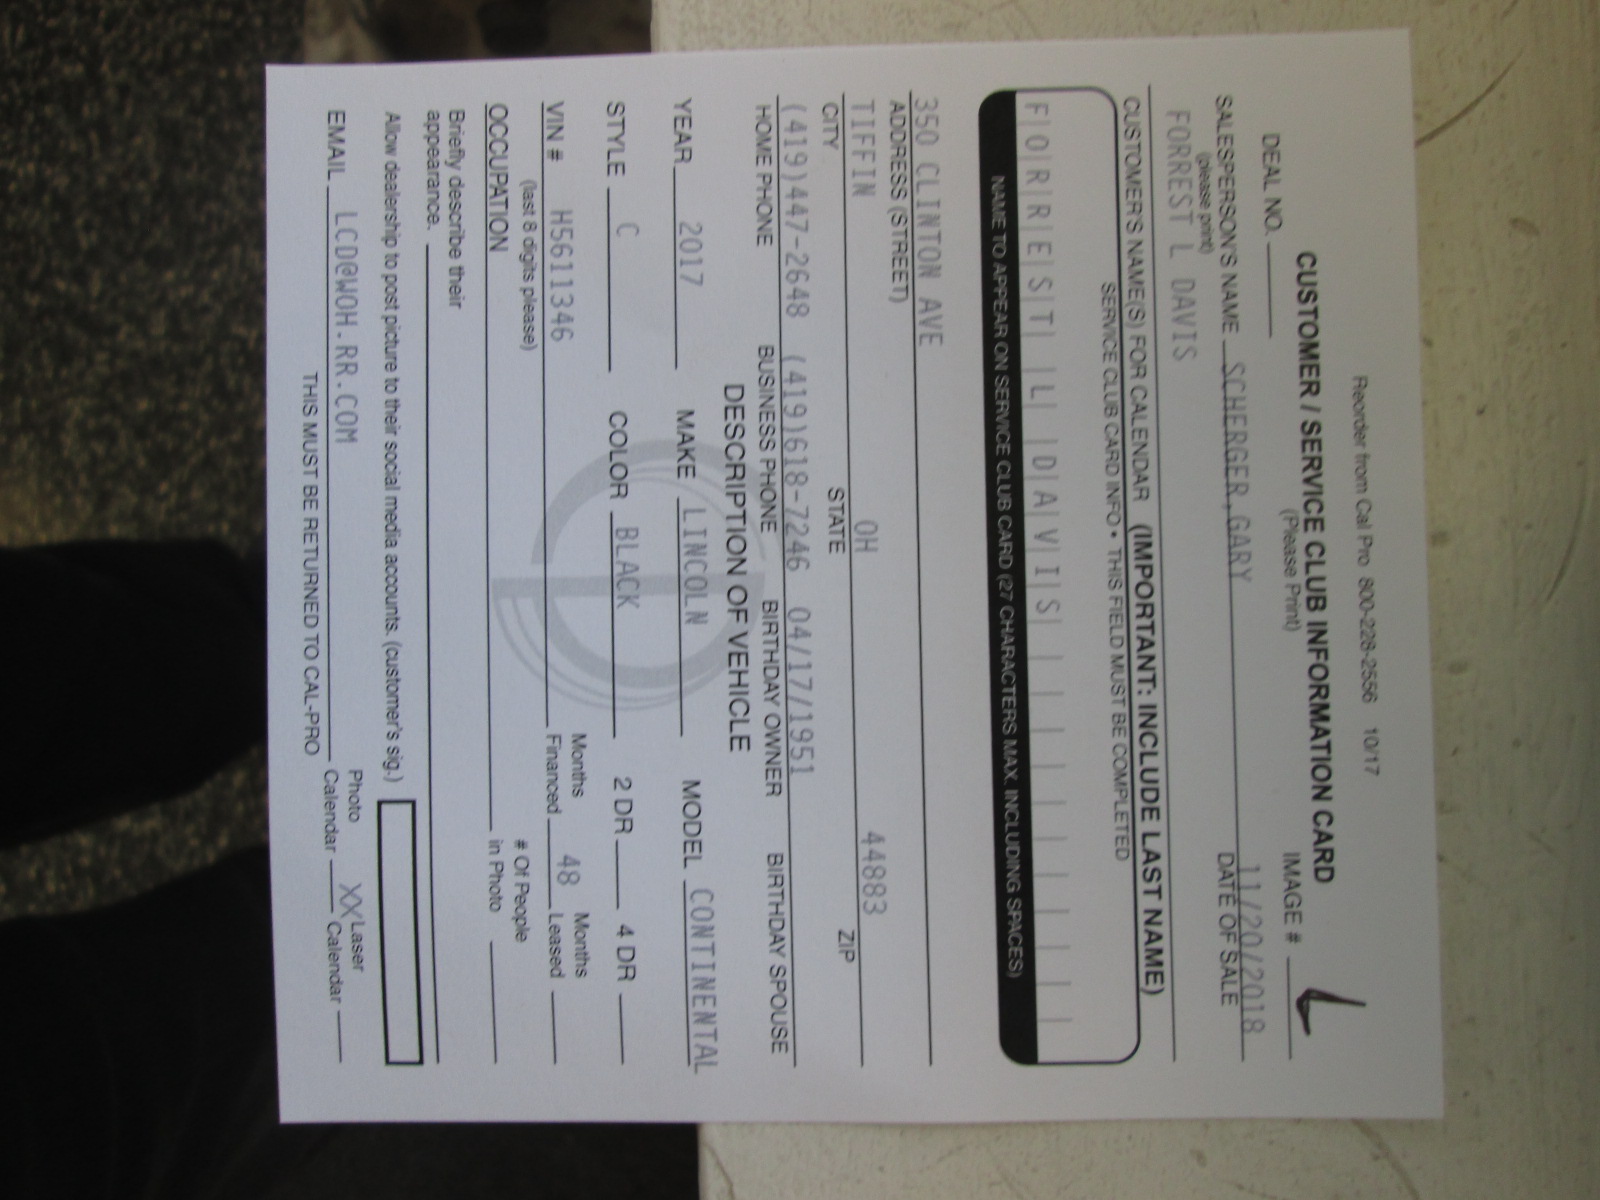 Reorder from Cal Pro 800-228-2556 10/17
CUSTOMER / SERVICE CLUB INFORMATION CARD
(Please Print)
DEAL NO. IMAGE #
SALESPERSON'S NAME SCHERGER,GARY 11/20/2018
(please print) DATE OF SALE
FORREST L DAVIS
CUSTOMER'S NAME(S) FOR CALENDAR (IMPORTANT: INCLUDE LAST NAME)
SERVICE CLUB CARD INFO • THIS FIELD MUST BE COMPLETED
F O R R E S T L D A V I S
NAME TO APPEAR ON SERVICE CLUB CARD (27 CHARACTERS MAX. INCLUDING SPACES)
350 CLINTON AVE
ADDRESS (STREET)
TIFFIN OH 44883
CITY STATE ZIP
(419)447-2648 (419)618-7246 04/17/1951
HOME PHONE BUSINESS PHONE BIRTHDAY OWNER BIRTHDAY SPOUSE
DESCRIPTION OF VEHICLE
YEAR 2017 MAKE LINCOLN MODEL CONTINENTAL
STYLE C COLOR BLACK 2 DR 4 DR
VIN # H5611346 Months Financed 48 Months Leased
(last 8 digits please)
OCCUPATION # Of People in Photo
Briefly describe their
appearance.
Allow dealership to post picture to their social media accounts. (customer's sig.)
EMAIL LCD@WOH.RR.COM Photo Calendar XX Laser Calendar
THIS MUST BE RETURNED TO CAL-PRO